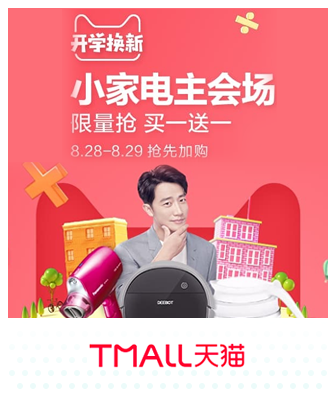 开学换新
小家电主会场
限量抢 买一送一
8.28-8.29 抢先加购
DEEBOT
TMALL天猫